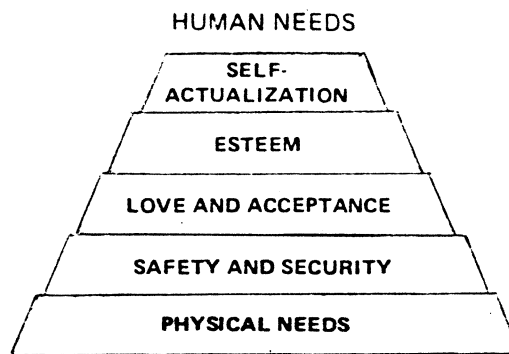 HUMAN NEEDS
SELF-
ACTUALIZATION
ESTEEM
LOVE AND ACCEPTANCE
SAFETY AND SECURITY
PHYSICAL NEEDS